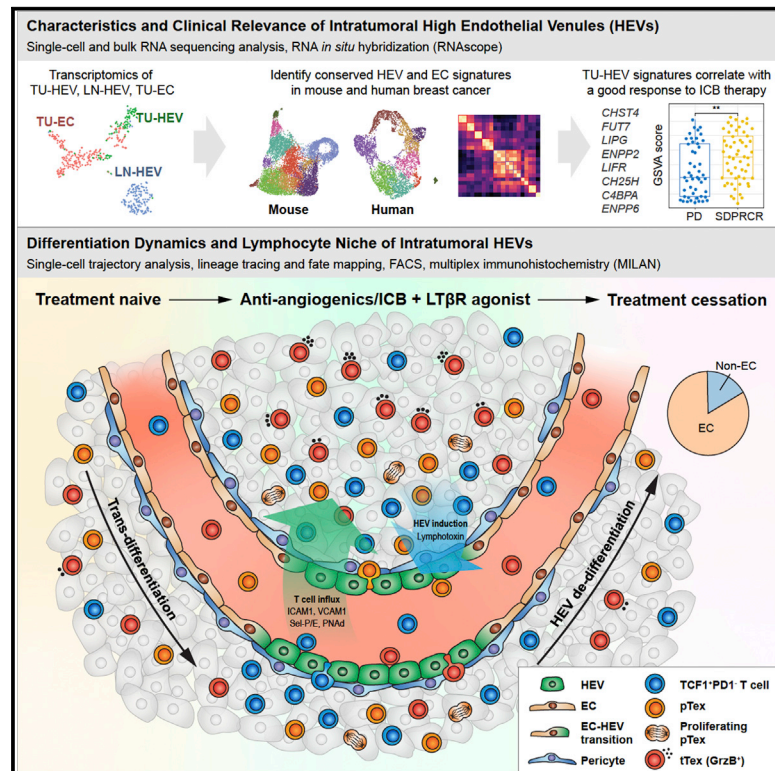 Characteristics and Clinical Relevance of Intratumoral High Endothelial Venules (HEVs)
Single-cell and bulk RNA sequencing analysis, RNA in situ hybridization (RNAscope)
Transcriptomics of
TU-HEV, LN-HEV, TU-EC
TU-EC
TU-HEV
LN-HEV
Identify conserved HEV and EC signatures
in mouse and human breast cancer
Mouse
Human
TU-HEV signatures correlate with
a good response to ICB therapy
CHST4
FUT7
LIPG
ENPP2
LIFR
CH25H
C4BPA
ENPP6
GSVA score
**
PD
SDPRCR
Differentiation Dynamics and Lymphocyte Niche of Intratumoral HEVs
Single-cell trajectory analysis, lineage tracing and fate mapping, FACS, multiplex immunohistochemistry (MILAN)
Treatment naive
Anti-angiogenics/ICB + LTβR agonist
Treatment cessation
Non-EC
EC
Trans-differentiation
HEV induction
Lymphotoxin
T cell influx
ICAM1, VCAM1
Sel-P/E, PNAd
HEV de-differentiation
HEV
EC
EC-HEV
transition
Pericyte
TCF1⁺PD1⁻ T cell
pTex
Proliferating
pTex
tTex (GrzB⁺)